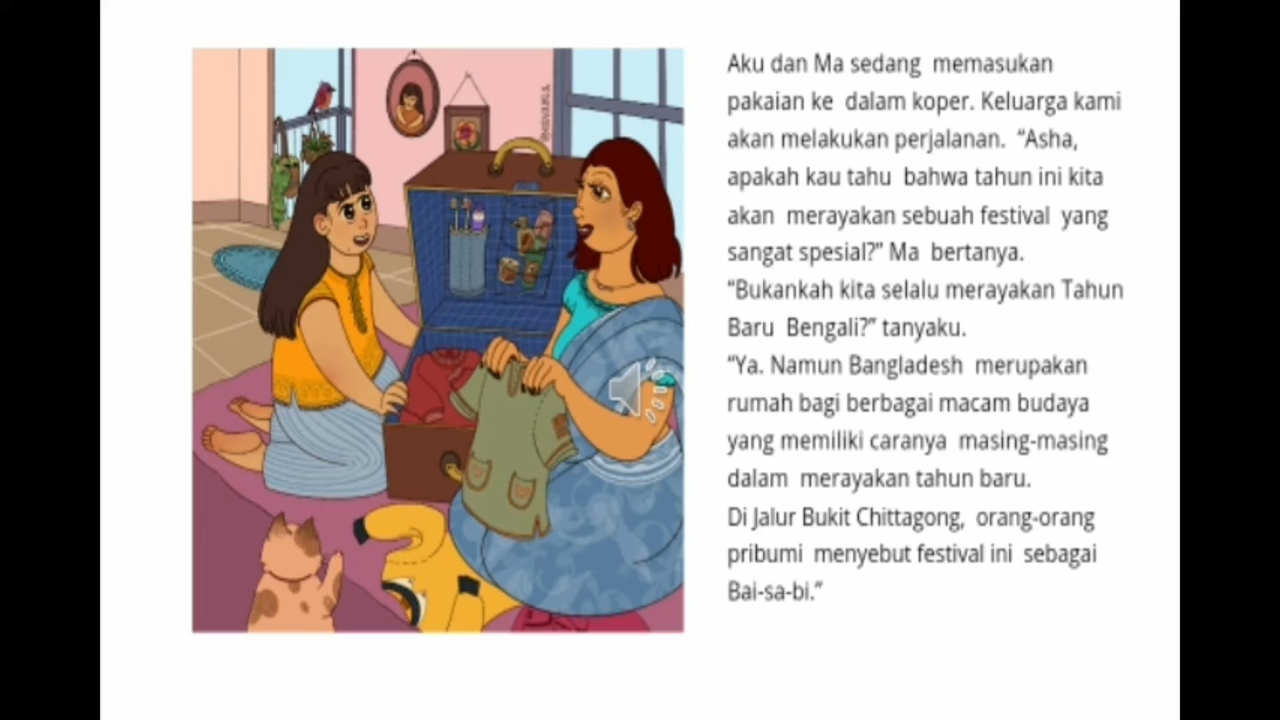 Aku dan Ma sedang memasukan
pakaian ke dalam koper. Keluarga kami
akan melakukan perjalanan. “Asha,
apakah kau tahu bahwa tahun ini kita
akan merayakan sebuah festival yang
sangat spesial?” Ma bertanya.
“Bukankah kita selalu merayakan Tahun
Baru Bengali?” tanyaku.
“Ya. Namun Bangladesh merupakan
rumah bagi berbagai macam budaya
yang memiliki caranya masing-masing
dalam merayakan tahun baru.
Di Jalur Bukit Chittagong, orang-orang
pribumi menyebut festival ini sebagai
Bai-sa-bi.”